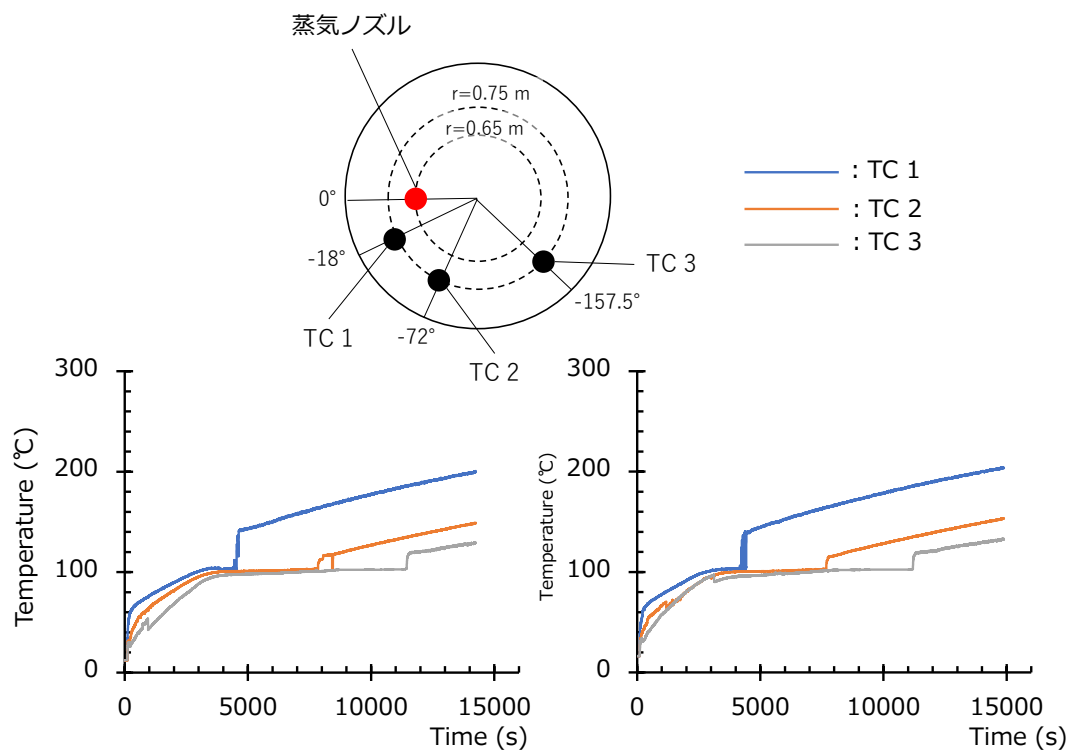 蒸気ノズル
r=0.75 m
r=0.65 m
0°
-18°
-72°
-157.5°
TC 1
TC 2
TC 3
: TC 1
: TC 2
: TC 3
300
200
100
0
Temperature (℃)
0
5000
10000
15000
Time (s)
300
200
100
0
Temperature (℃)
0
5000
10000
15000
Time (s)